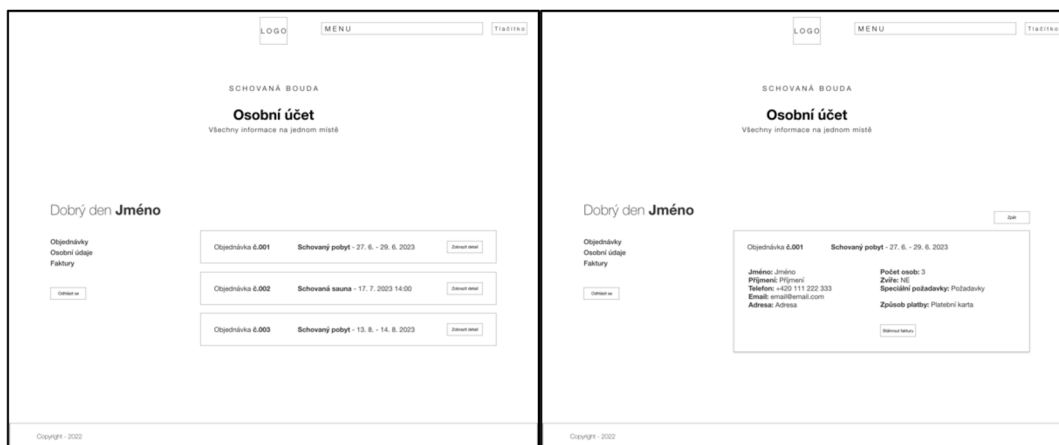 LOGO
MENU
Tlačítko
SCHOVANÁ BOUDA
Osobní účet
Všechny informace na jednom místě
Dobrý den Jméno
Objednávky
Osobní údaje
Faktury
Odhlásit se
Objednávka č.001 Schovaný pobyt - 27. 6. - 29. 6. 2023 Zobrazit detail
Objednávka č.002 Schovaná sauna - 17. 7. 2023 14:00 Zobrazit detail
Objednávka č.003 Schovaný pobyt - 13. 8. - 14. 8. 2023 Zobrazit detail
Copyright - 2022
LOGO
MENU
Tlačítko
SCHOVANÁ BOUDA
Osobní účet
Všechny informace na jednom místě
Dobrý den Jméno
Zpět
Objednávky
Osobní údaje
Faktury
Odhlásit se
Objednávka č.001 Schovaný pobyt - 27. 6. - 29. 6. 2023
Jméno: Jméno
Příjmení: Příjmení
Telefon: +420 111 222 333
Email: email@email.com
Adresa: Adresa
Počet osob: 3
Zvíře: NE
Speciální požadavky: Požadavky
Způsob platby: Platební karta
Stáhnout fakturu
Copyright - 2022